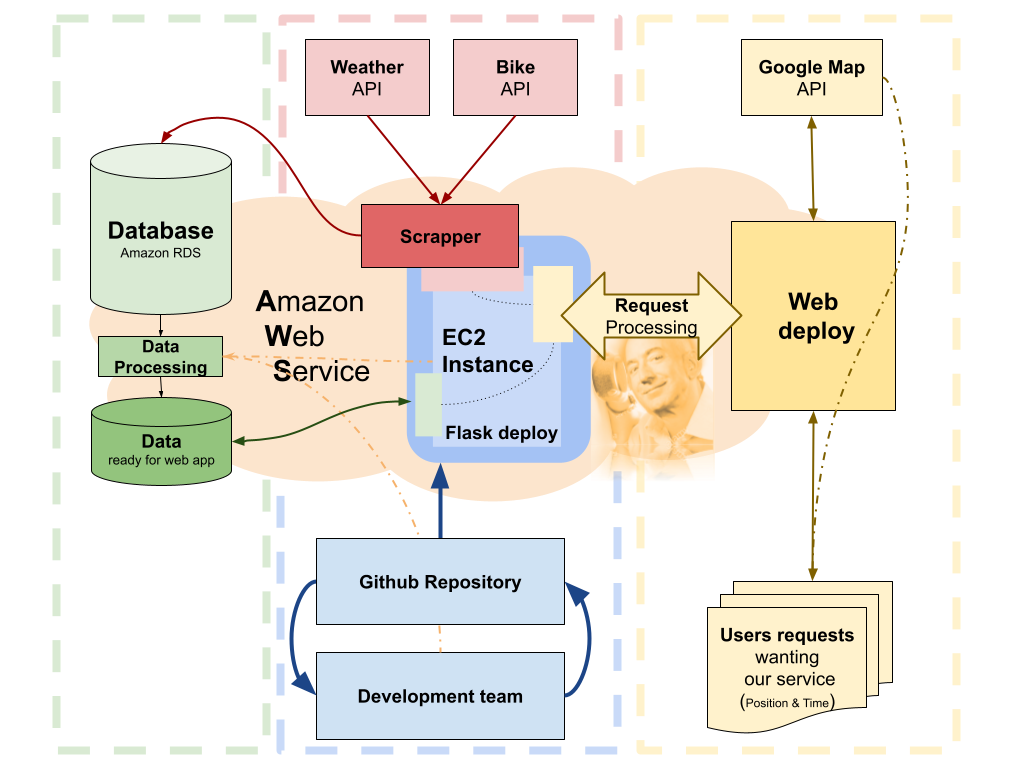 Weather
API
Bike
API
Google Map
API
Database
Amazon RDS
Scrapper
Amazon
Web
Service
EC2
Instance
Flask deploy
Request
Processing
Web
deploy
Data
Processing
Data
ready for web app
Github Repository
Development team
Users requests
wanting
our service
(Position & Time)